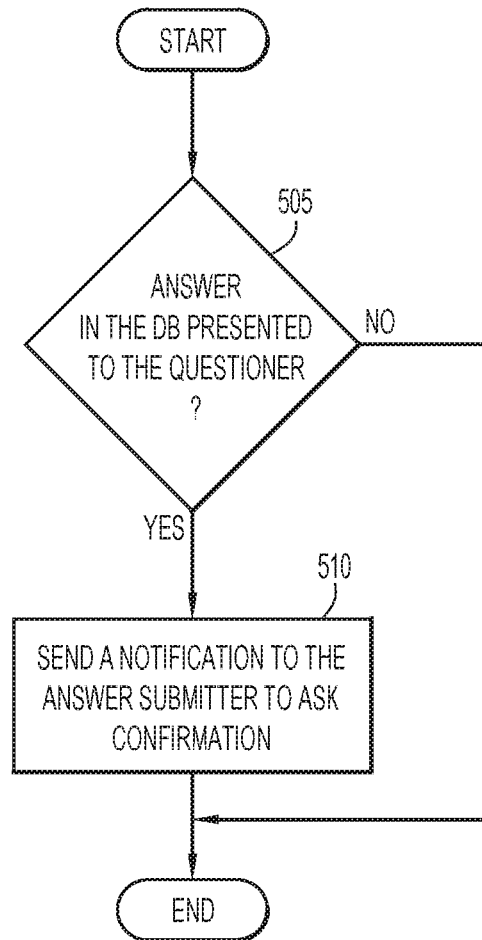 START
505
ANSWER
IN THE DB PRESENTED
TO THE QUESTIONER
?
NO
YES
510
SEND A NOTIFICATION TO THE
ANSWER SUBMITTER TO ASK
CONFIRMATION
END